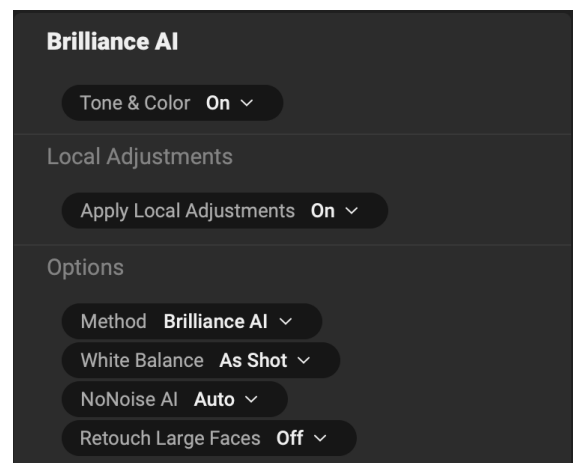 Brilliance AI
Tone & Color On
Local Adjustments
Apply Local Adjustments On
Options
Method Brilliance AI
White Balance As Shot
NoNoise AI Auto
Retouch Large Faces Off